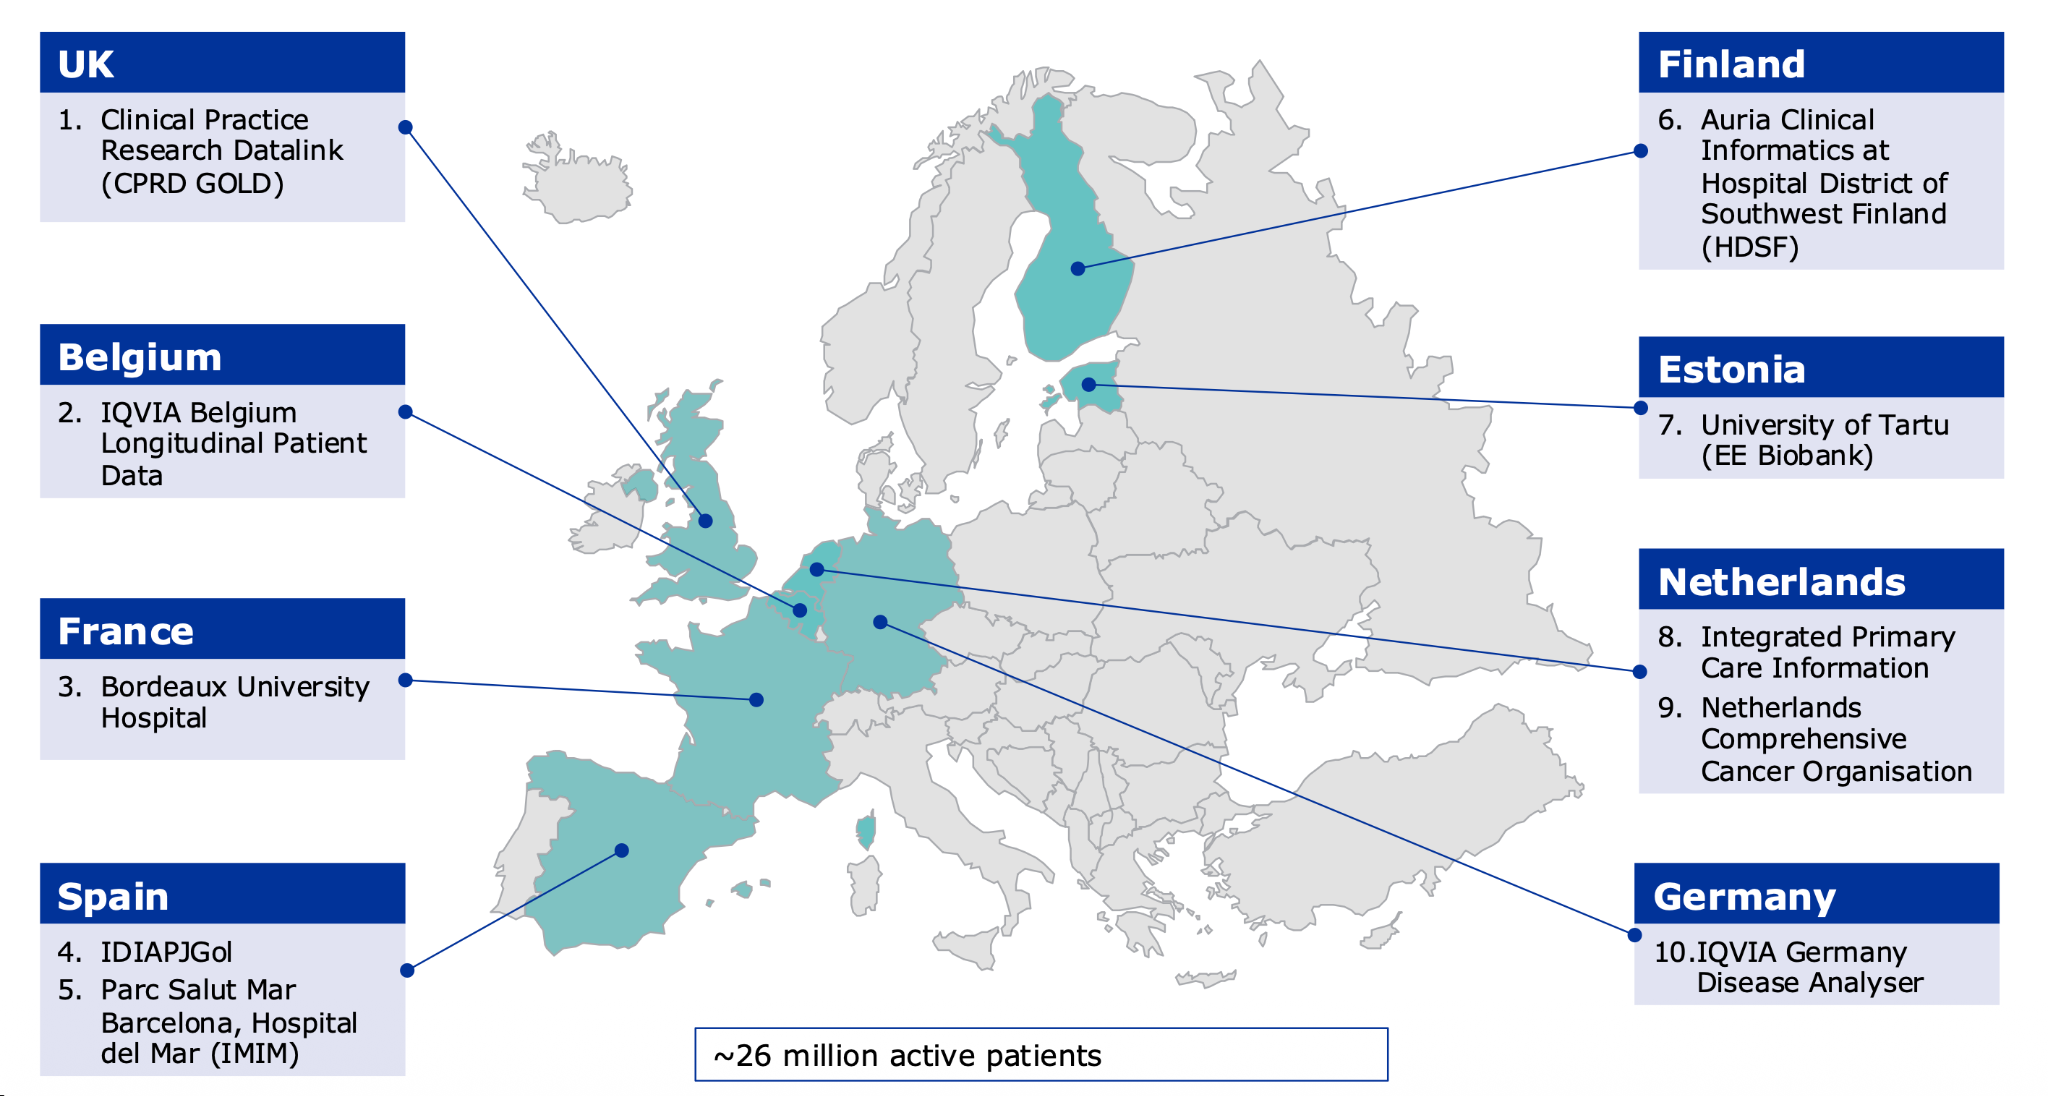 UK
1. Clinical Practice
Research Datalink
(CPRD GOLD)
Belgium
2. IQVIA Belgium
Longitudinal Patient
Data
France
3. Bordeaux University
Hospital
Spain
4. IDIAPJGol
5. Parc Salut Mar
Barcelona, Hospital
del Mar (IMIM)
Finland
6. Auria Clinical
Informatics at
Hospital District of
Southwest Finland
(HDSF)
Estonia
7. University of Tartu
(EE Biobank)
Netherlands
8. Integrated Primary
Care Information
9. Netherlands
Comprehensive
Cancer Organisation
Germany
10.IQVIA Germany
Disease Analyser
~26 million active patients